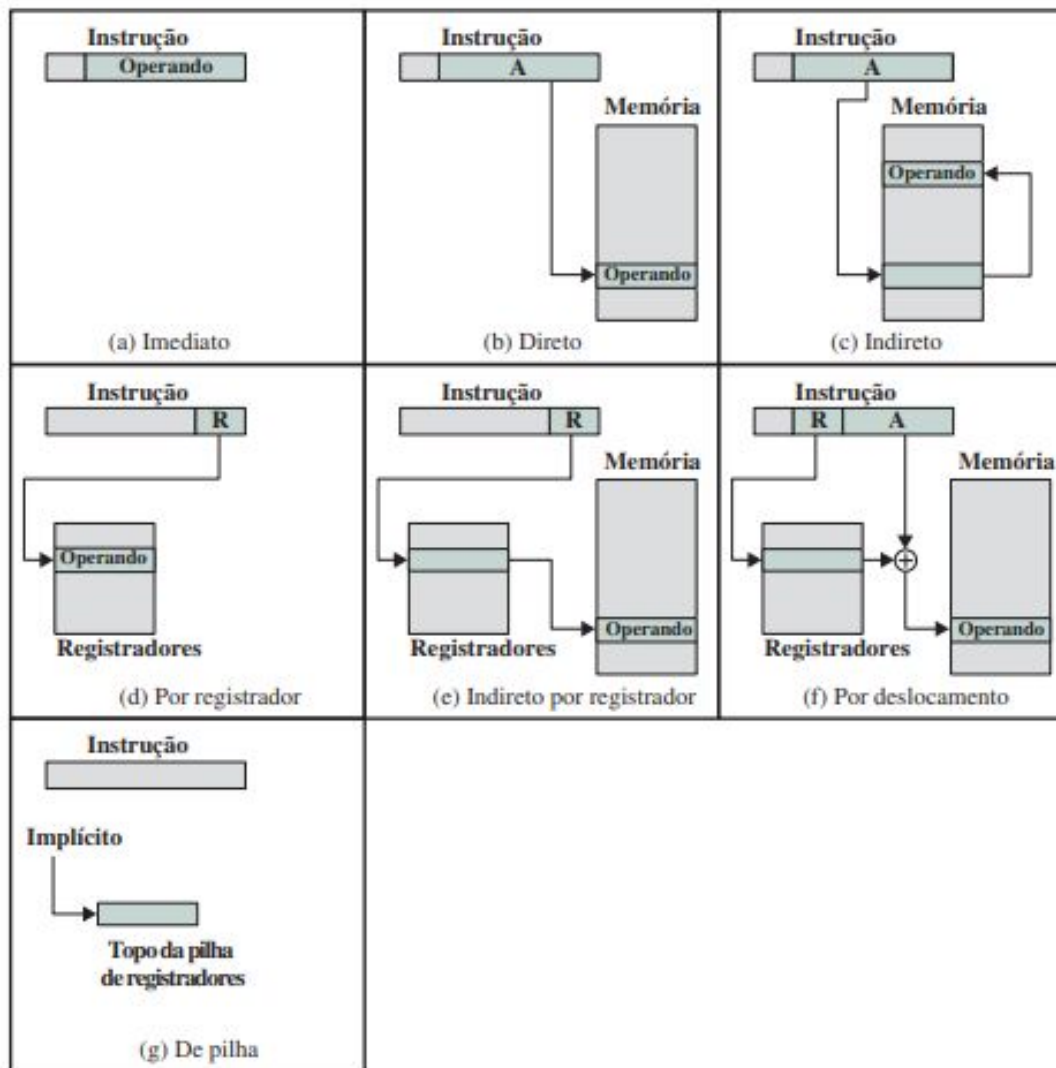 Instrução
Operando
(a) Imediato
Instrução
A
Memória
Operando
(b) Direto
Instrução
A
Memória
Operando
(c) Indireto
Instrução
R
Operando
Registradores
(d) Por registrador
Instrução
R
Memória
Operando
Registradores
(e) Indireto por registrador
Instrução
R A
Memória
Operando
Registradores
(f) Por deslocamento
Instrução
Implícito
Topo da pilha
de registradores
(g) De pilha